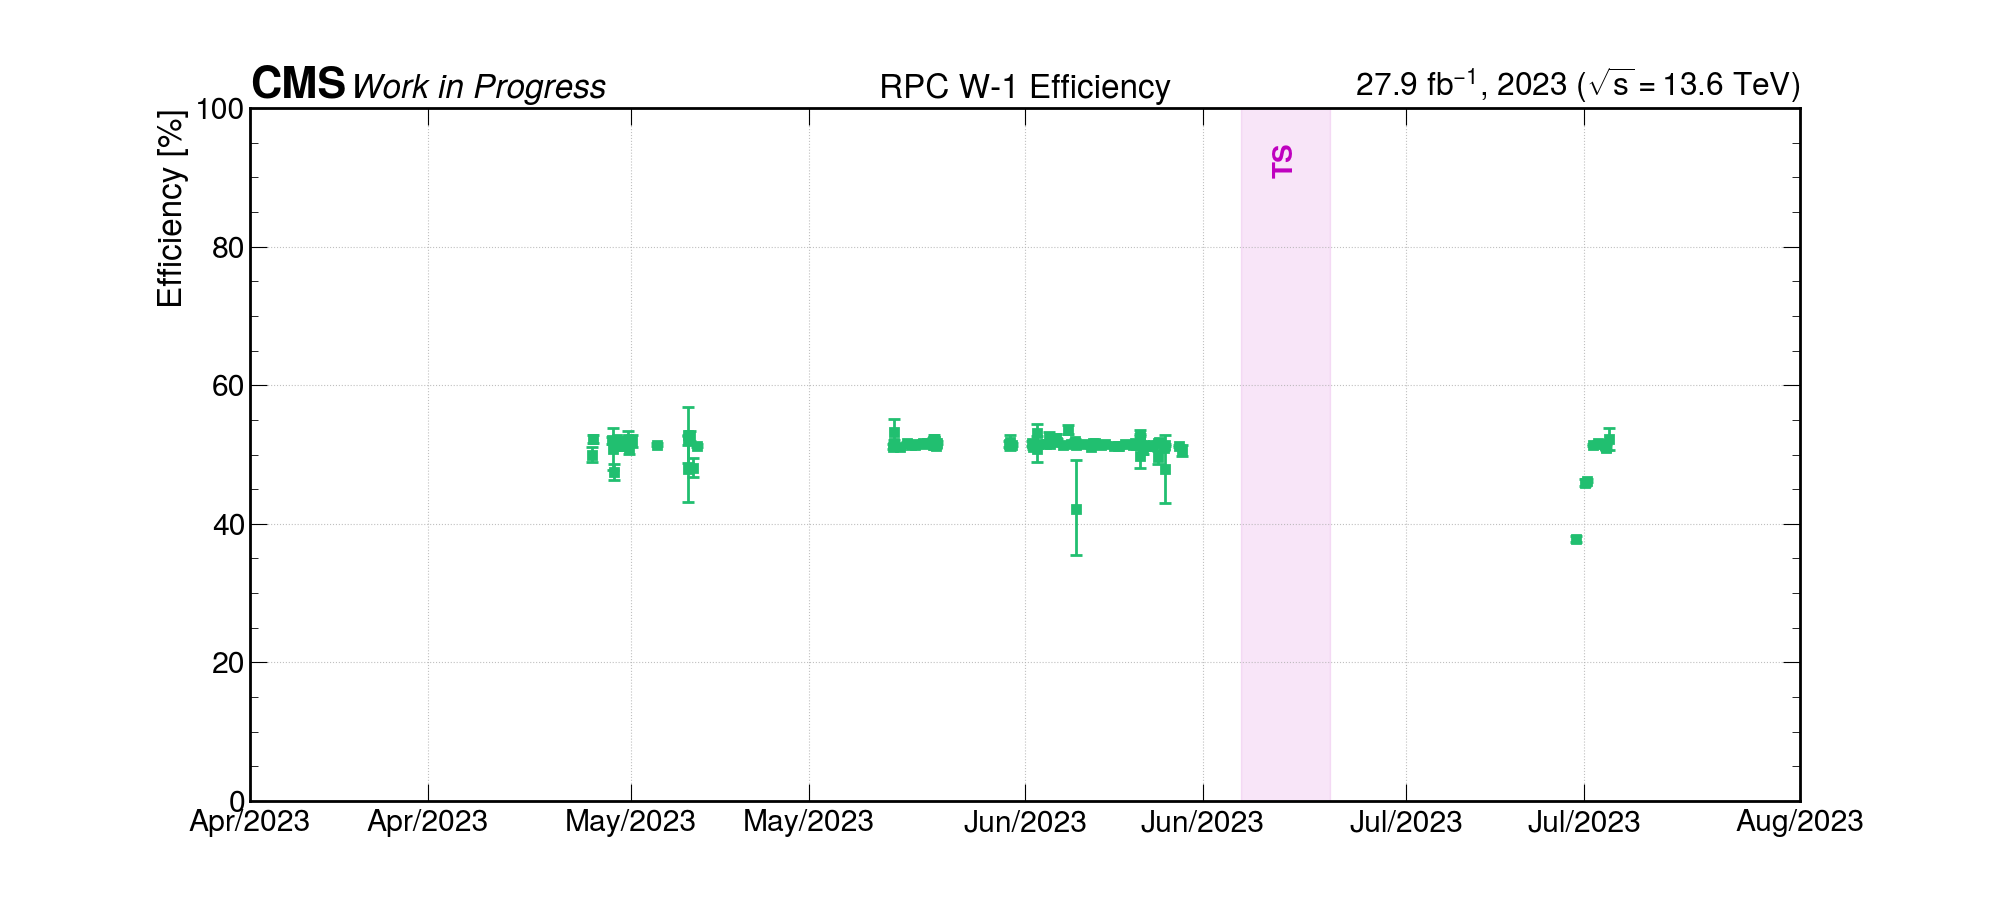 CMS Work in Progress RPC W-1 Efficiency 27.9 fb⁻¹, 2023 (√s = 13.6 TeV)
Efficiency [%]
100
80
60
40
20
0
TS
Apr/2023 Apr/2023 May/2023 May/2023 Jun/2023 Jun/2023 Jul/2023 Jul/2023 Aug/2023